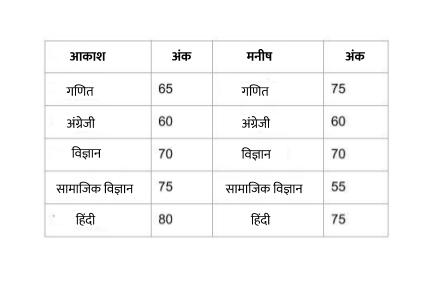 आकाश अंक मनीष अंक
गणित 65 गणित 75
अंग्रेजी 60 अंग्रेजी 60
विज्ञान 70 विज्ञान 70
सामाजिक विज्ञान 75 सामाजिक विज्ञान 55
हिंदी 80 हिंदी 75